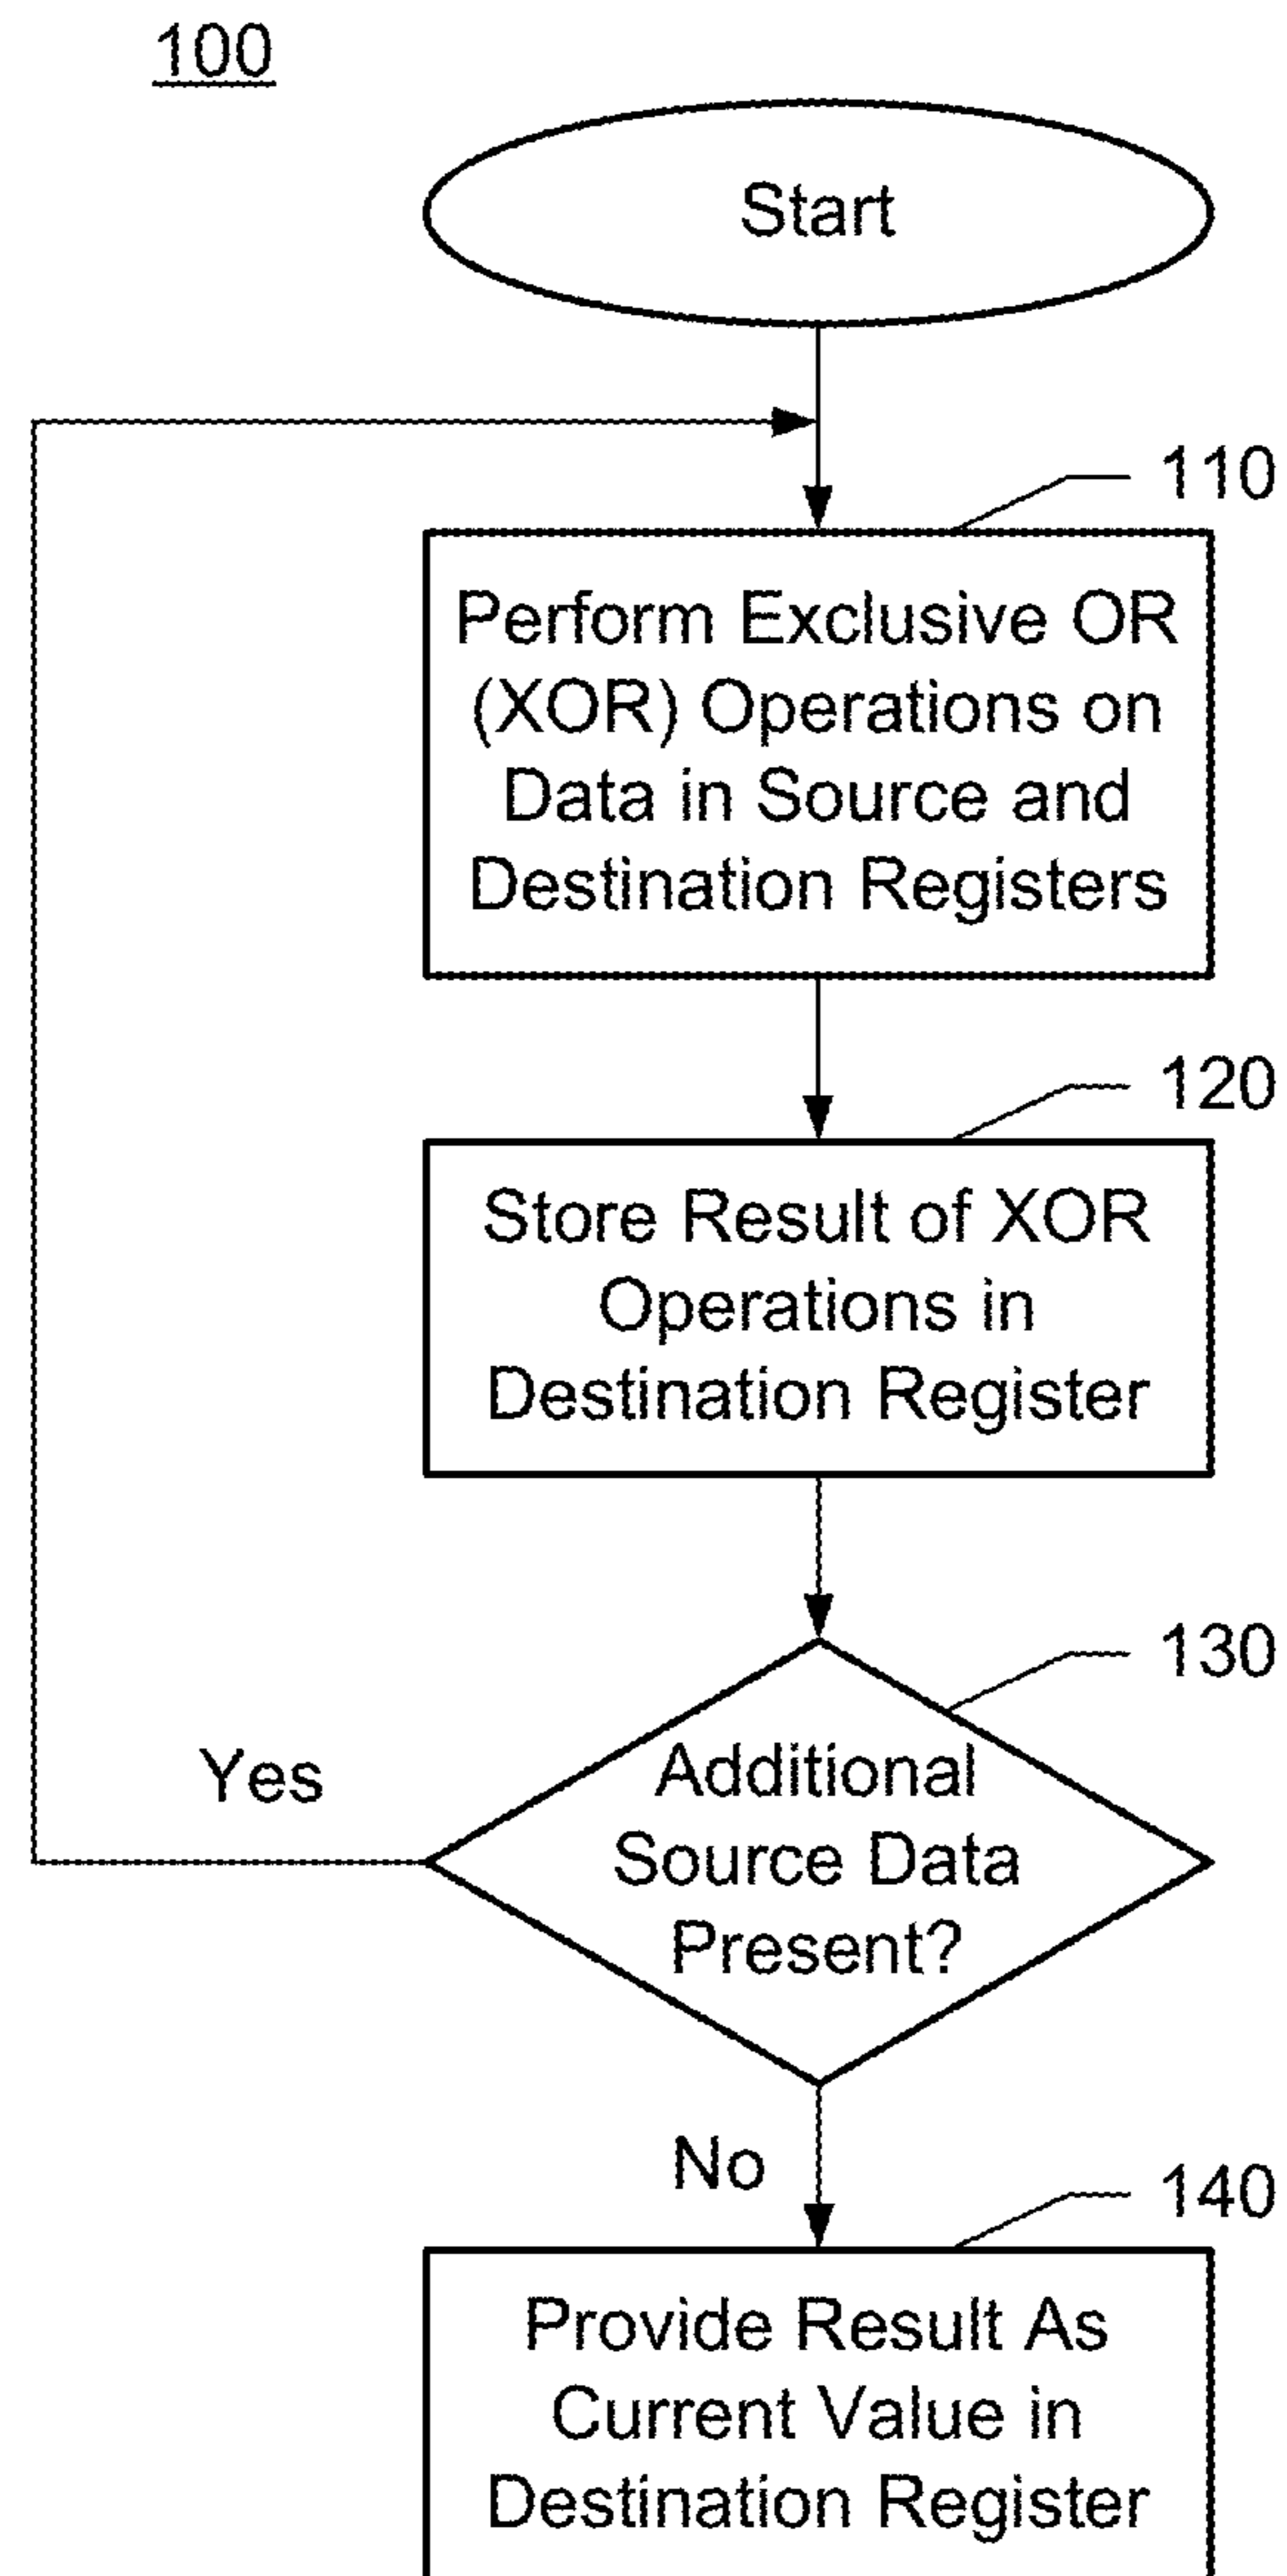 100
Start
110
Perform Exclusive OR
(XOR) Operations on
Data in Source and
Destination Registers
120
Store Result of XOR
Operations in
Destination Register
130
Additional
Source Data
Present?
Yes
No
140
Provide Result As
Current Value in
Destination Register